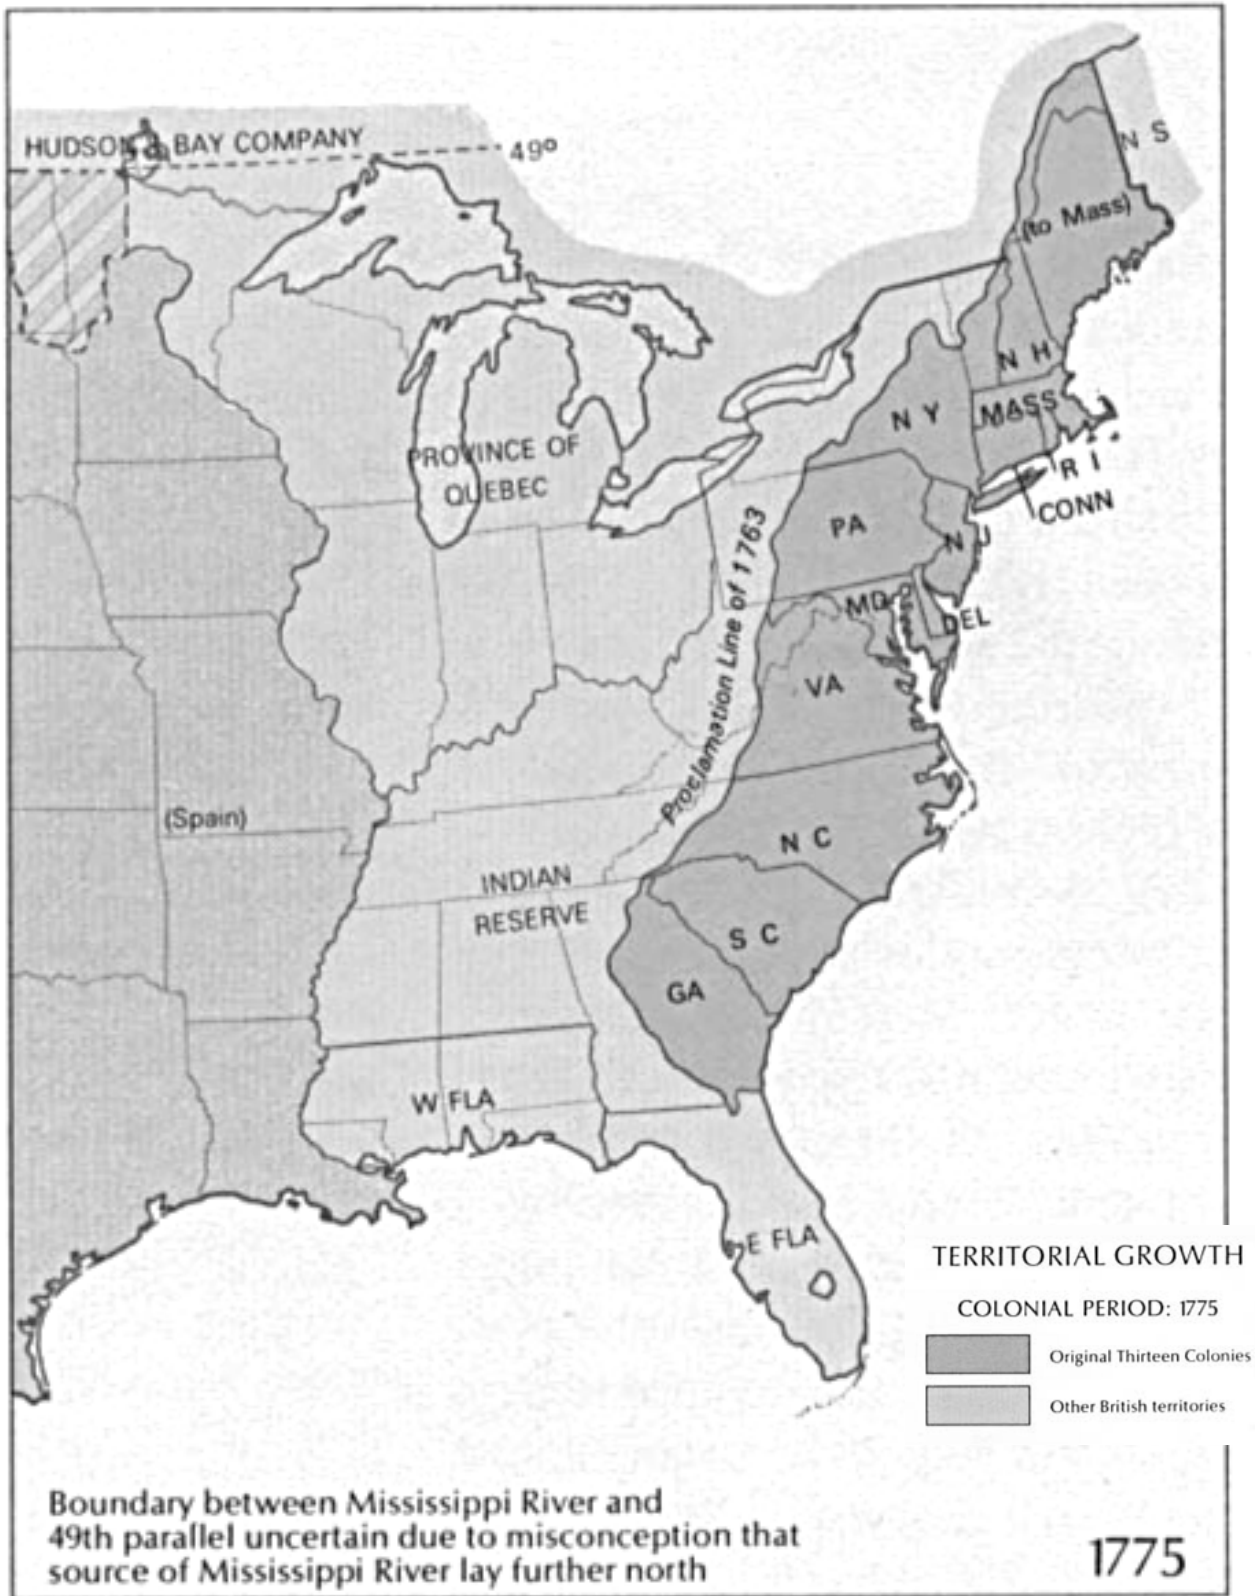 HUDSON BAY COMPANY
49º
N S
(to Mass)
N H
N Y
MASS
R I
CONN
PROVINCE OF
QUEBEC
PA
N J
Proclamation Line of 1763
MD
DEL
VA
(Spain)
N C
INDIAN
RESERVE
S C
GA
W FLA
E FLA
TERRITORIAL GROWTH
COLONIAL PERIOD: 1775
Original Thirteen Colonies
Other British territories
Boundary between Mississippi River and
49th parallel uncertain due to misconception that
source of Mississippi River lay further north
1775